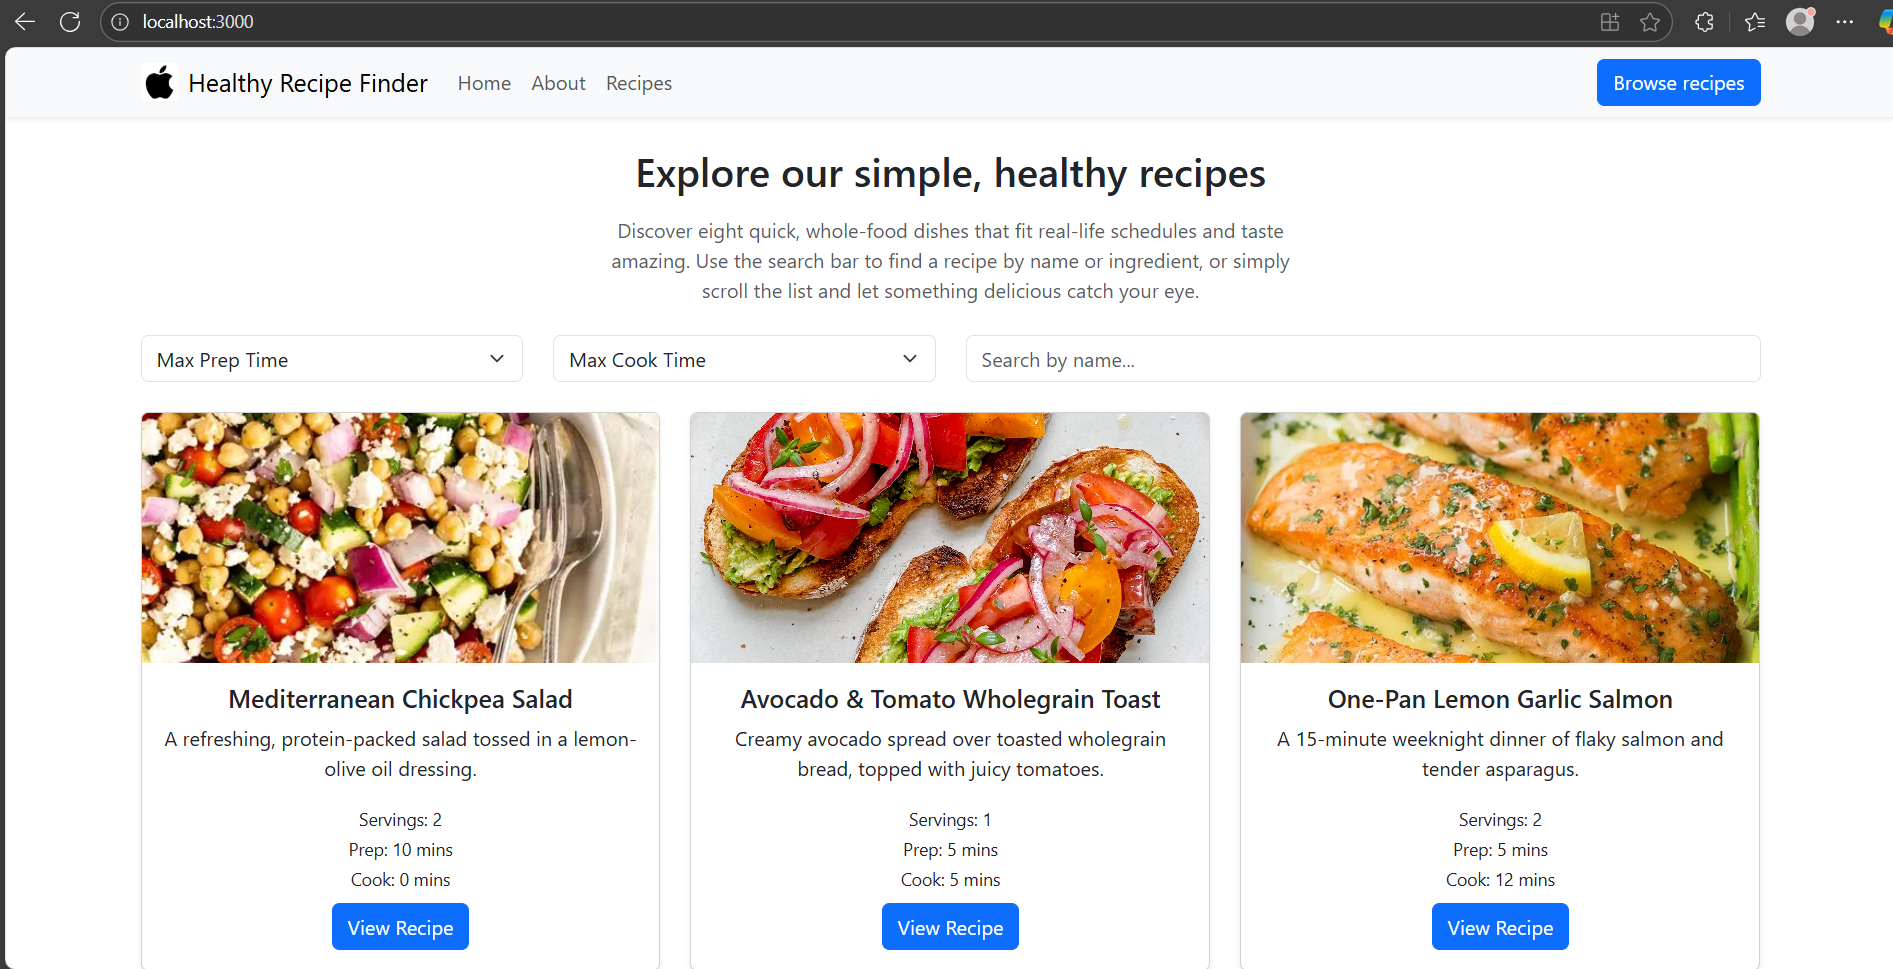 localhost:3000
Healthy Recipe Finder
Home
About
Recipes
Browse recipes
Explore our simple, healthy recipes
Discover eight quick, whole-food dishes that fit real-life schedules and taste
amazing. Use the search bar to find a recipe by name or ingredient, or simply
scroll the list and let something delicious catch your eye.
Max Prep Time
Max Cook Time
Search by name...
Mediterranean Chickpea Salad
A refreshing, protein-packed salad tossed in a lemon-
olive oil dressing.
Servings: 2
Prep: 10 mins
Cook: 0 mins
View Recipe
Avocado & Tomato Wholegrain Toast
Creamy avocado spread over toasted wholegrain
bread, topped with juicy tomatoes.
Servings: 1
Prep: 5 mins
Cook: 5 mins
View Recipe
One-Pan Lemon Garlic Salmon
A 15-minute weeknight dinner of flaky salmon and
tender asparagus.
Servings: 2
Prep: 5 mins
Cook: 12 mins
View Recipe